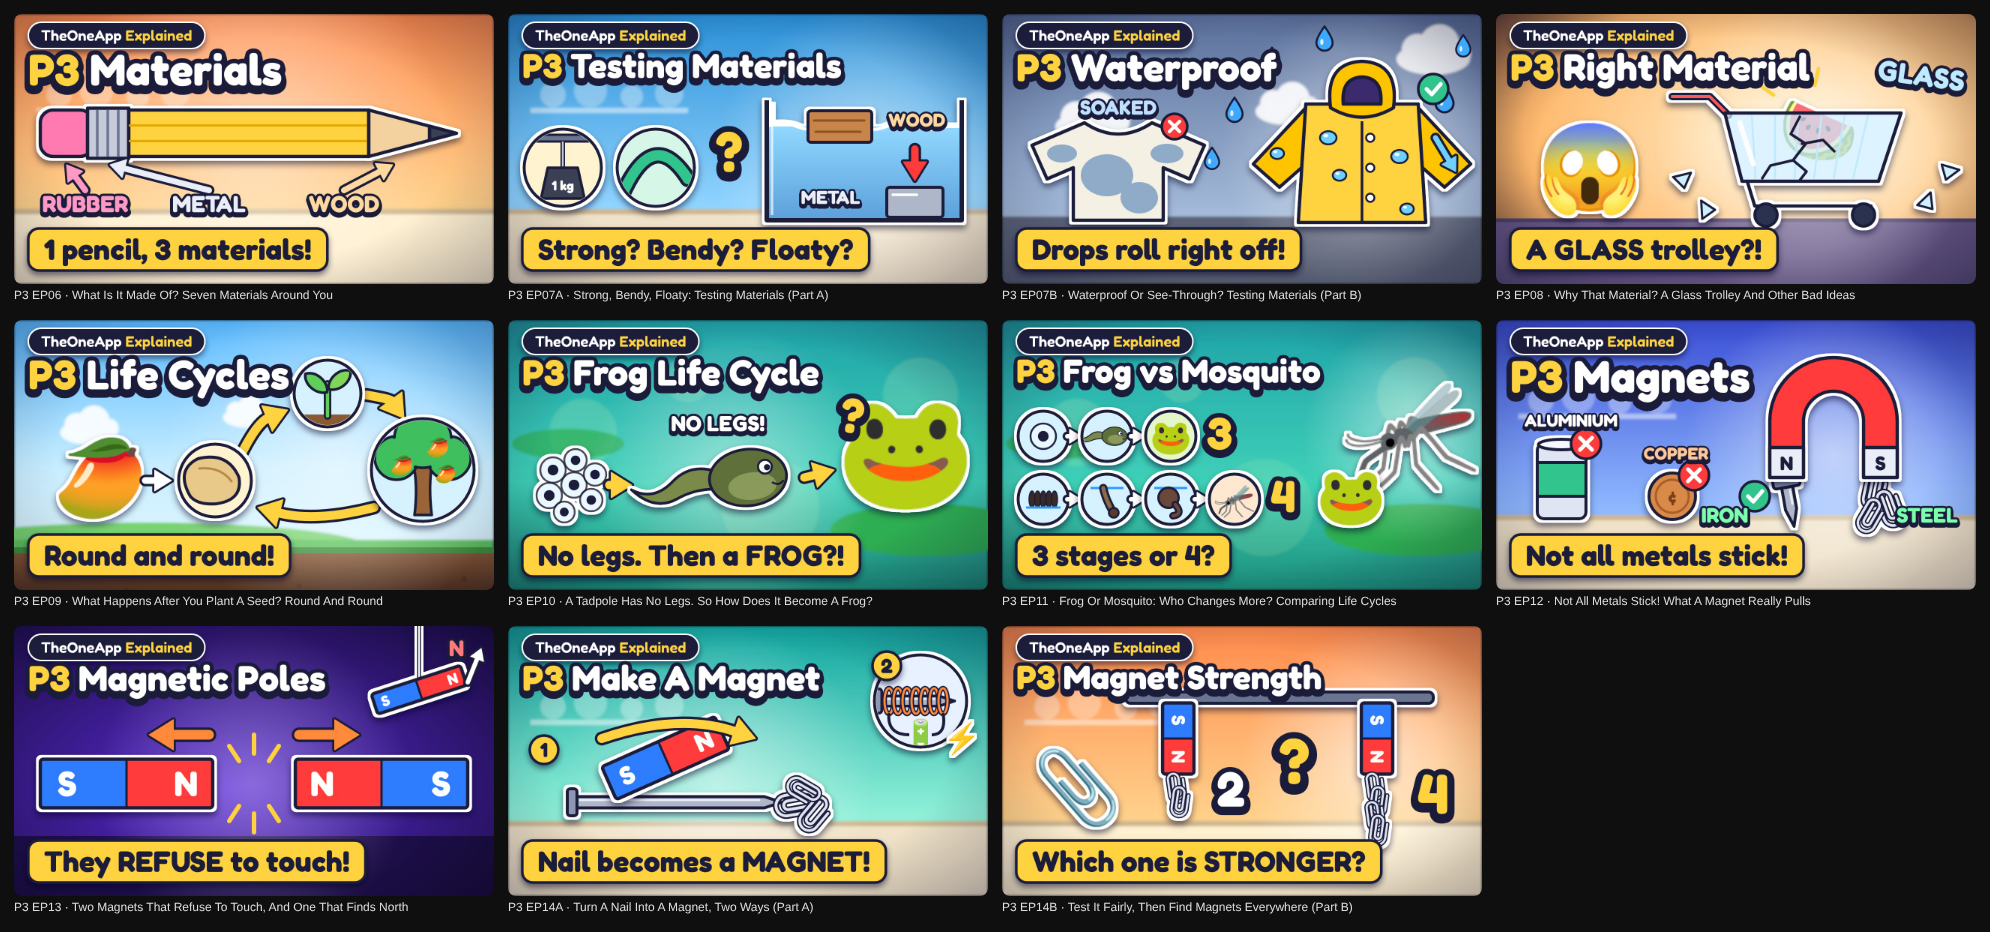 TheOneApp Explained
P3 Materials
RUBBER METAL WOOD
1 pencil, 3 materials!
P3 EP06 · What Is It Made Of? Seven Materials Around You
TheOneApp Explained
P3 Testing Materials
1 kg
?
WOOD
METAL
Strong? Bendy? Floaty?
P3 EP07A · Strong, Bendy, Floaty: Testing Materials (Part A)
TheOneApp Explained
P3 Waterproof
SOAKED
Drops roll right off!
P3 EP07B · Waterproof Or See-Through? Testing Materials (Part B)
TheOneApp Explained
P3 Right Material
GLASS
A GLASS trolley?!
P3 EP08 · Why That Material? A Glass Trolley And Other Bad Ideas
TheOneApp Explained
P3 Life Cycles
Round and round!
P3 EP09 · What Happens After You Plant A Seed? Round And Round
TheOneApp Explained
P3 Frog Life Cycle
NO LEGS!
?
No legs. Then a FROG?!
P3 EP10 · A Tadpole Has No Legs. So How Does It Become A Frog?
TheOneApp Explained
P3 Frog vs Mosquito
3
4
3 stages or 4?
P3 EP11 · Frog Or Mosquito: Who Changes More? Comparing Life Cycles
TheOneApp Explained
P3 Magnets
ALUMINIUM
COPPER
¢
N S
IRON
STEEL
Not all metals stick!
P3 EP12 · Not All Metals Stick! What A Magnet Really Pulls
TheOneApp Explained
P3 Magnetic Poles
N
S N
S N
N S
They REFUSE to touch!
P3 EP13 · Two Magnets That Refuse To Touch, And One That Finds North
TheOneApp Explained
P3 Make A Magnet
2
1
S N
Nail becomes a MAGNET!
P3 EP14A · Turn A Nail Into A Magnet, Two Ways (Part A)
TheOneApp Explained
P3 Magnet Strength
S N
S N
2
?
4
Which one is STRONGER?
P3 EP14B · Test It Fairly, Then Find Magnets Everywhere (Part B)